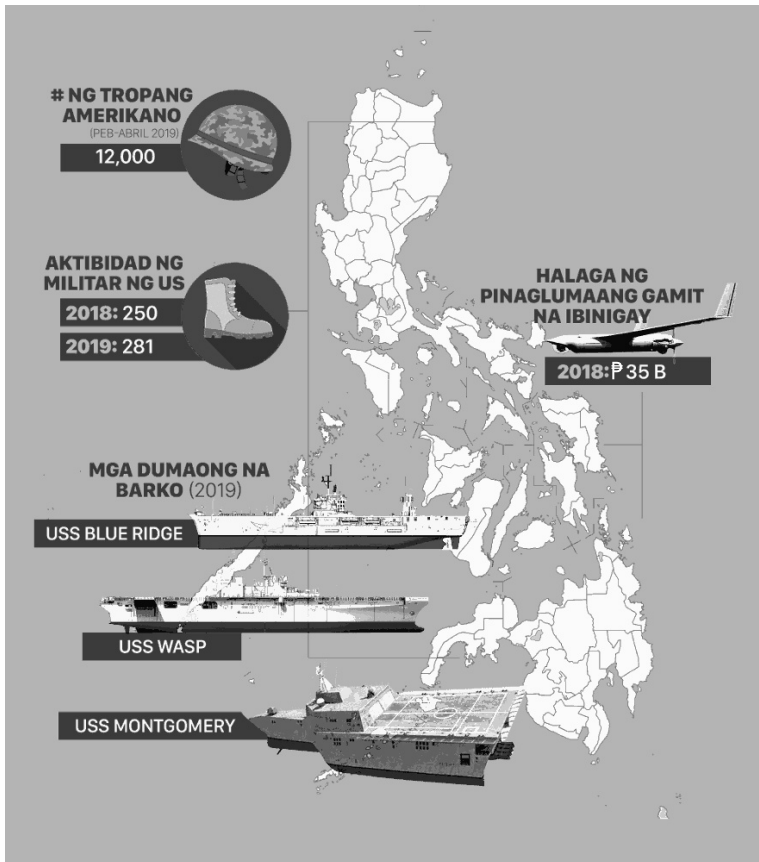 # NG TROPANG
AMERIKANO
(PEB-ABRIL 2019)
12,000
AKTIBIDAD NG
MILITAR NG US
2018: 250
2019: 281
HALAGA NG
PINAGLUMAANG GAMIT
NA IBINIGAY
2018:₱ 35 B
MGA DUMAONG NA
BARKO (2019)
USS BLUE RIDGE
USS WASP
USS MONTGOMERY